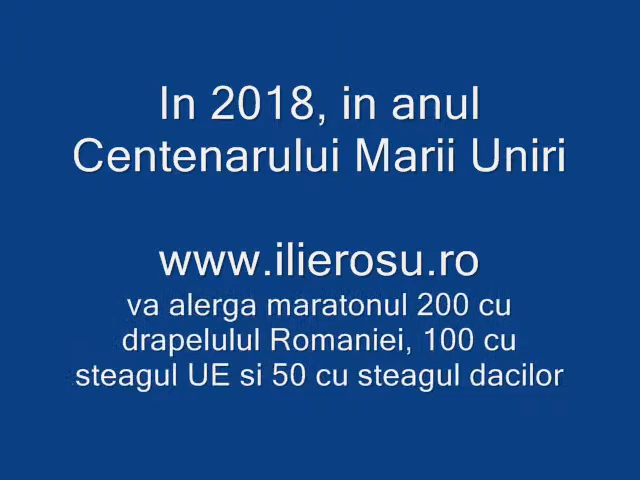 In 2018, in anul
Centenarului Marii Uniri
www.ilierosu.ro
va alerga maratonul 200 cu
drapelulul Romaniei, 100 cu
steagul UE si 50 cu steagul dacilor